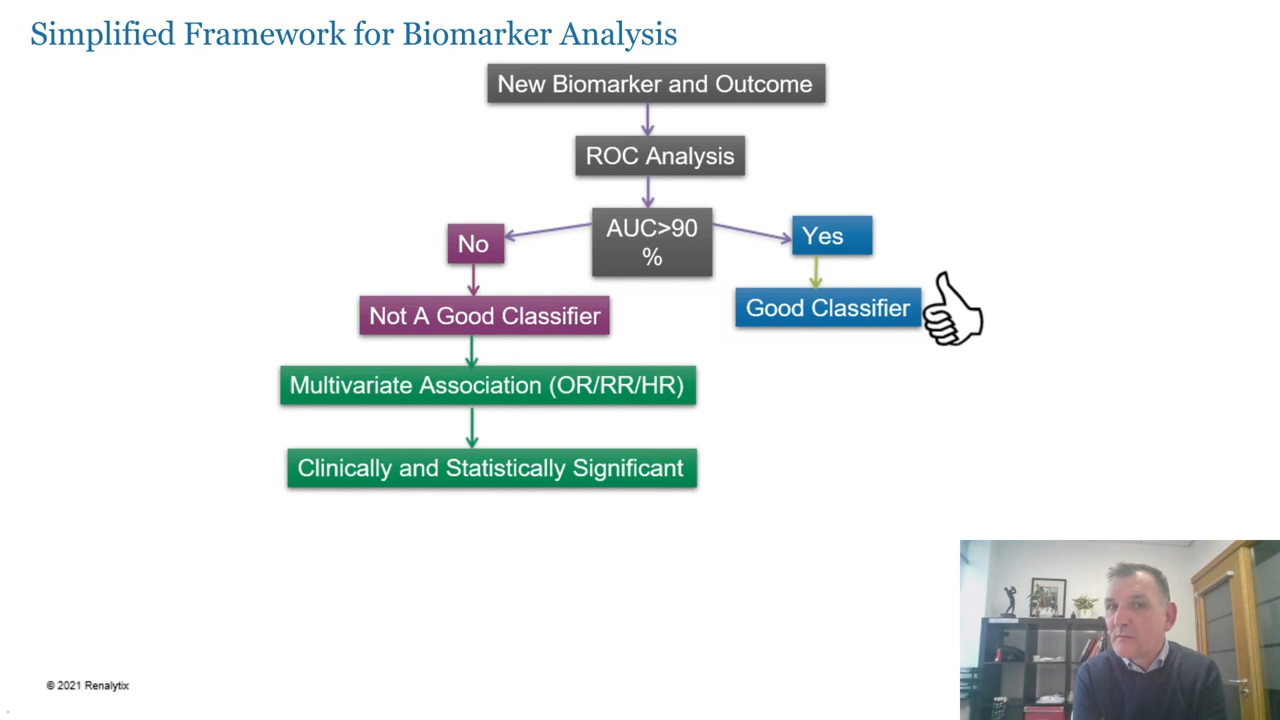 Simplified Framework for Biomarker Analysis
New Biomarker and Outcome
ROC Analysis
AUC>90
%
No
Yes
Not A Good Classifier
Good Classifier
Multivariate Association (OR/RR/HR)
Clinically and Statistically Significant
© 2021 Renalytix